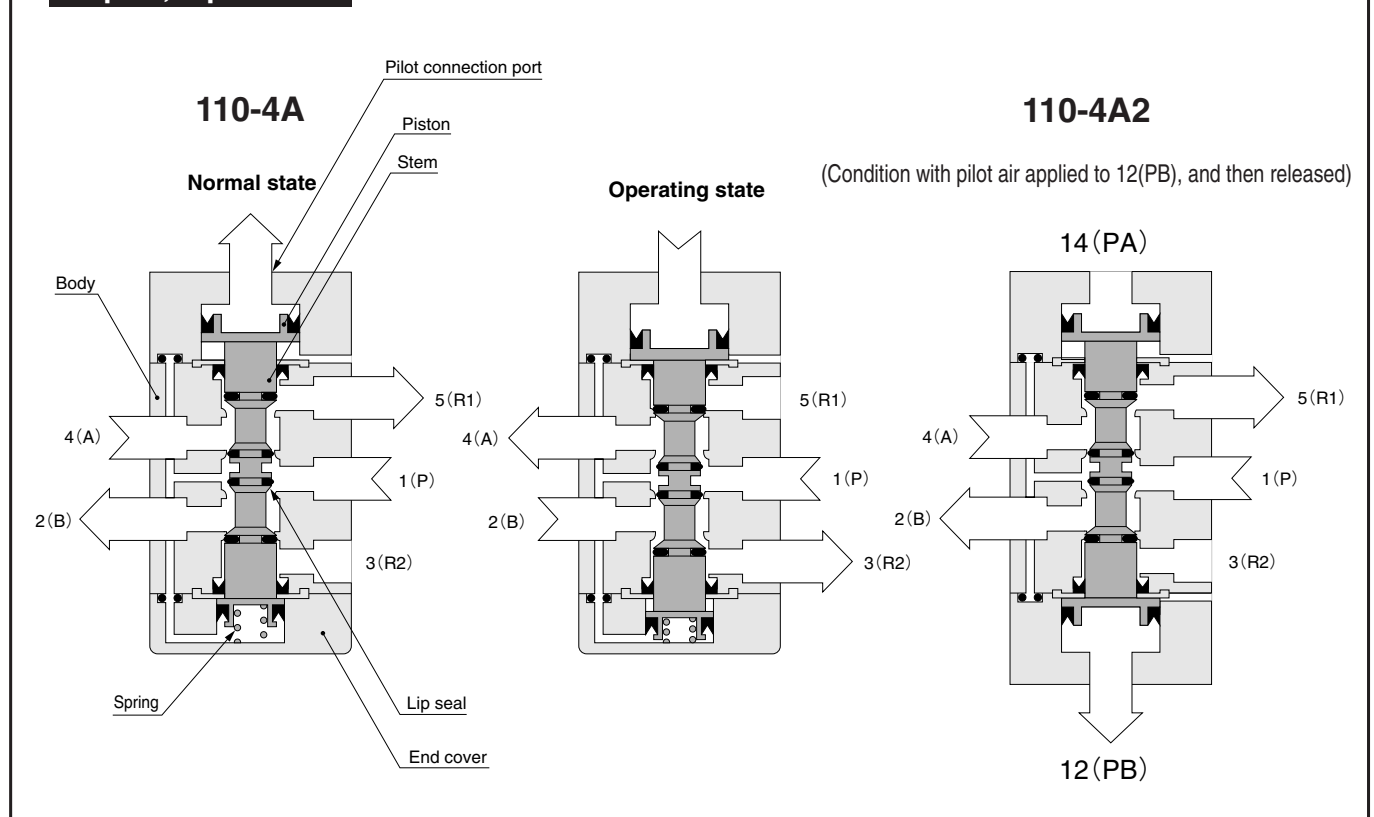 Pilot connection port
110-4A
Piston
Stem
Normal state
Body
5(R1)
4(A)
1(P)
2(B)
3(R2)
Spring
Lip seal
End cover
Operating state
5(R1)
4(A)
1(P)
2(B)
3(R2)
110-4A2
(Condition with pilot air applied to 12(PB), and then released)
14(PA)
5(R1)
4(A)
1(P)
2(B)
3(R2)
12(PB)